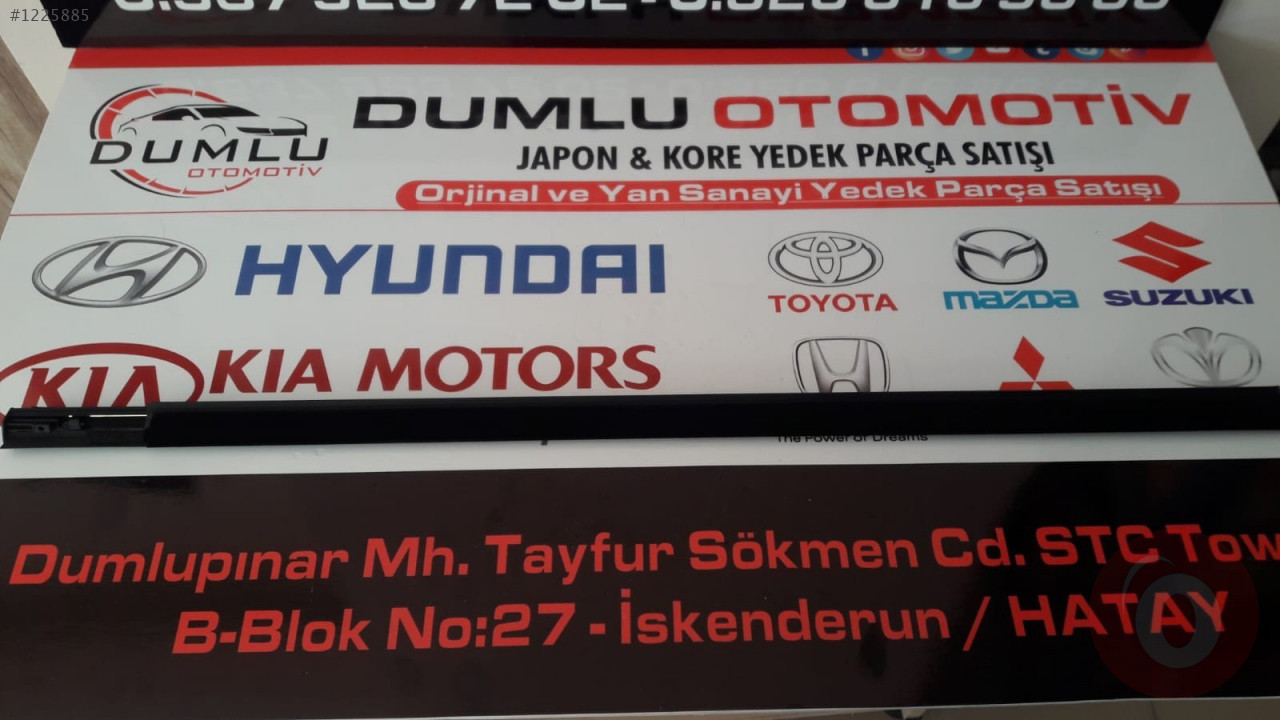 #1225885
DUMLU OTOMOTİV
DUMLU
OTOMOTİV
JAPON & KORE YEDEK PARÇA SATIŞI
Orjinal ve Yan Sanayi Yedek Parça Satışı
HYUNDAI
TOYOTA
mazda
SUZUKI
KIA
KIA MOTORS
The Power of Dreams
Dumlupınar Mh. Tayfur Sökmen Cd. STC Tow
B-Blok No:27 - İskenderun / HATAY